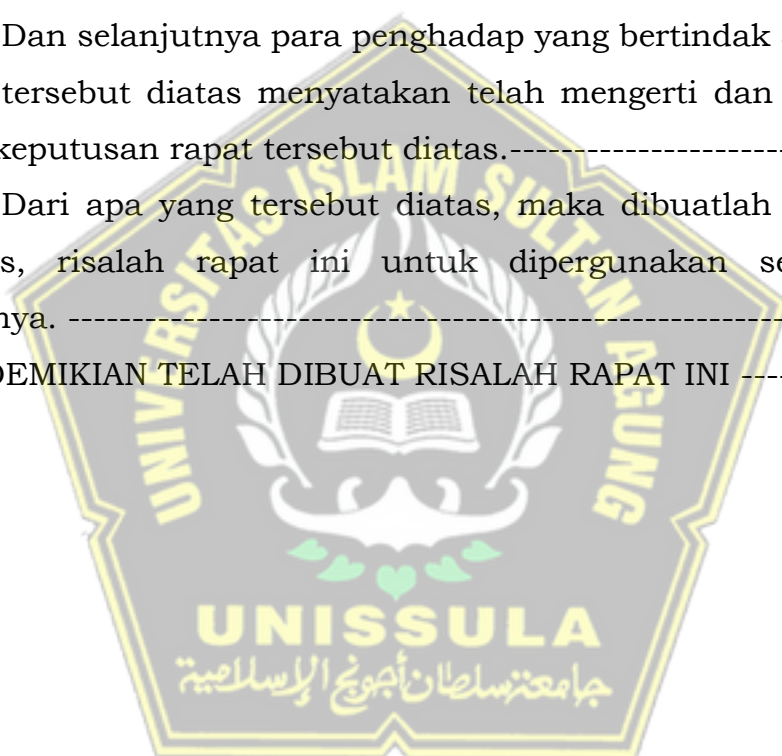 Dan selanjutnya para penghadap yang bertindak
tersebut diatas menyatakan telah mengerti dan
keputusan rapat tersebut diatas.----------------------
Dari apa yang tersebut diatas, maka dibuatlah
risalah rapat ini untuk dipergunakan
------------------------------------------------------------
DEMIKIAN TELAH DIBUAT RISALAH RAPAT INI ----
UNIVERSITAS ISLAM SULTAN AGUNG
UNISSULA
جامعة سلطان أجونج الإسلامية